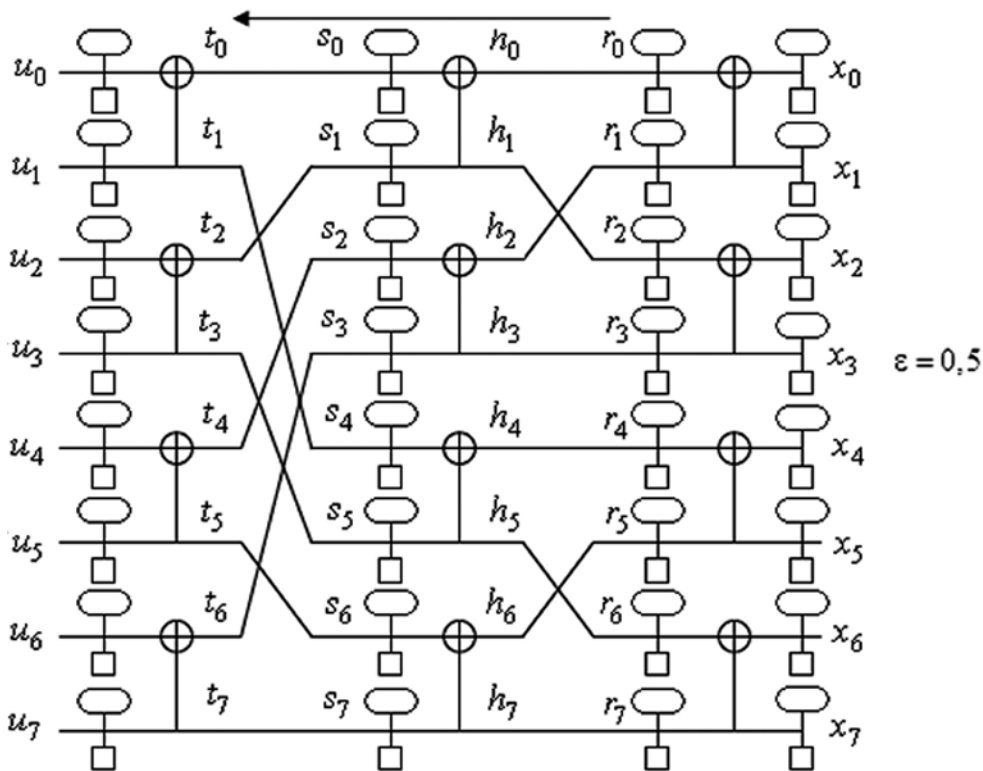 u0 t0 s0 h0 r0 x0
u1 t1 s1 h1 r1 x1
u2 t2 s2 h2 r2 x2
u3 t3 s3 h3 r3 x3 ε = 0,5
u4 t4 s4 h4 r4 x4
u5 t5 s5 h5 r5 x5
u6 t6 s6 h6 r6 x6
u7 t7 s7 h7 r7 x7